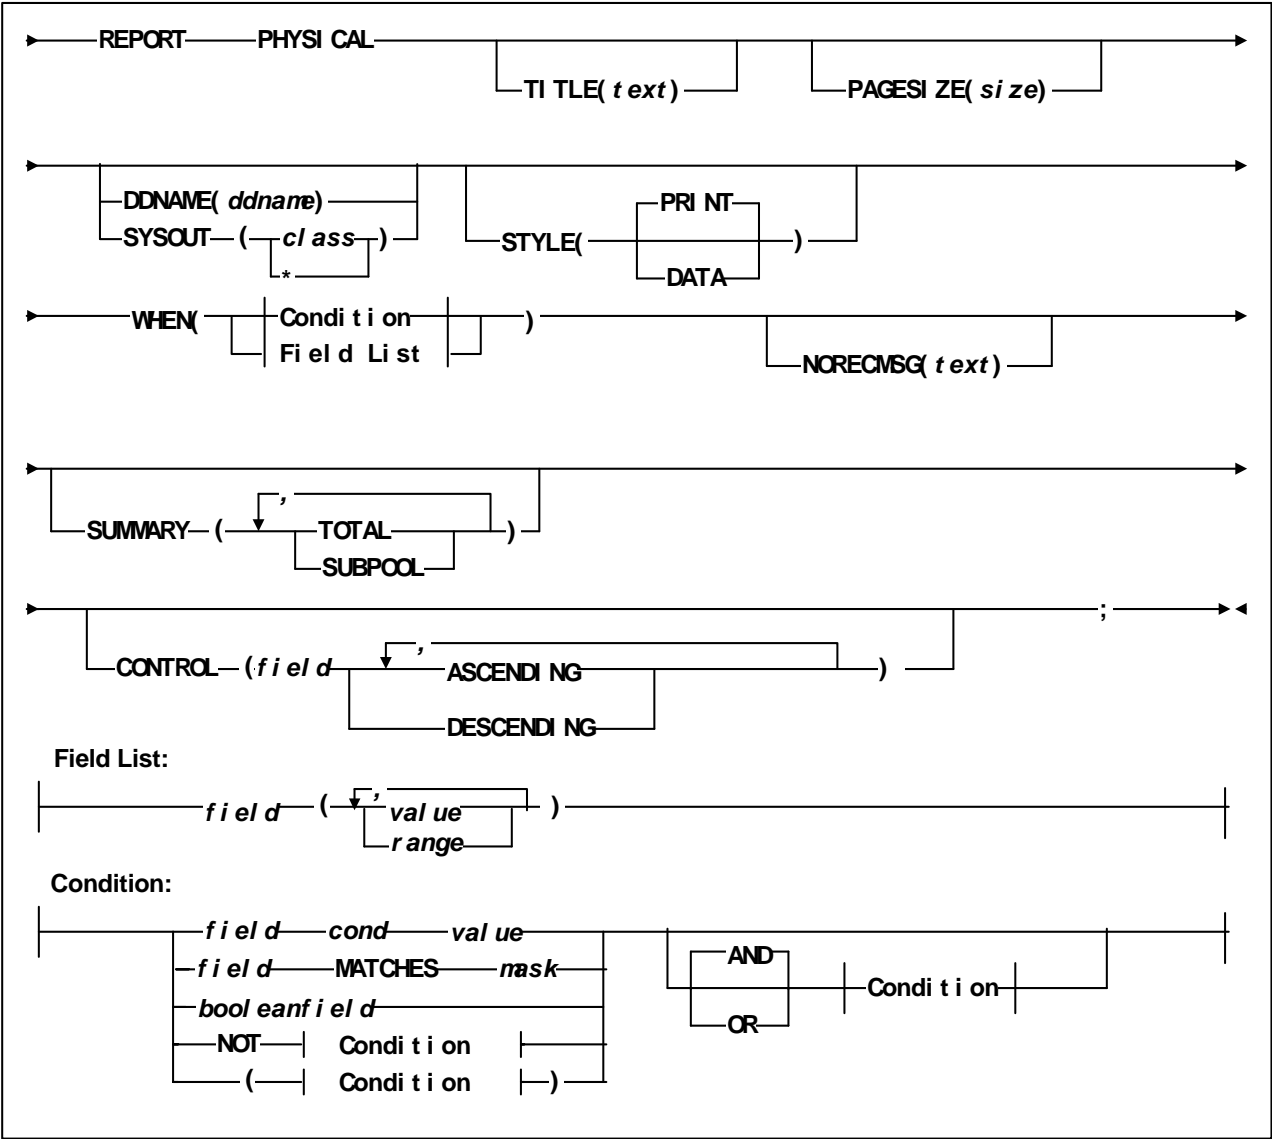 REPORT PHYSICAL
TITLE(text) PAGESIZE(size)
DDNAME(ddname) PRINT
SYSOUT (class) STYLE( )
* DATA
WHEN( Condition )
Field List NORECMSG(text)
,
SUMMARY ( TOTAL )
SUBPOOL
;
,
CONTROL (field ASCENDING )
DESCENDING
Field List:
,
field ( value )
range
Condition:
field cond value
AND
field MATCHES mask
Condition
booleanfield
OR
NOT Condition
( Condition )